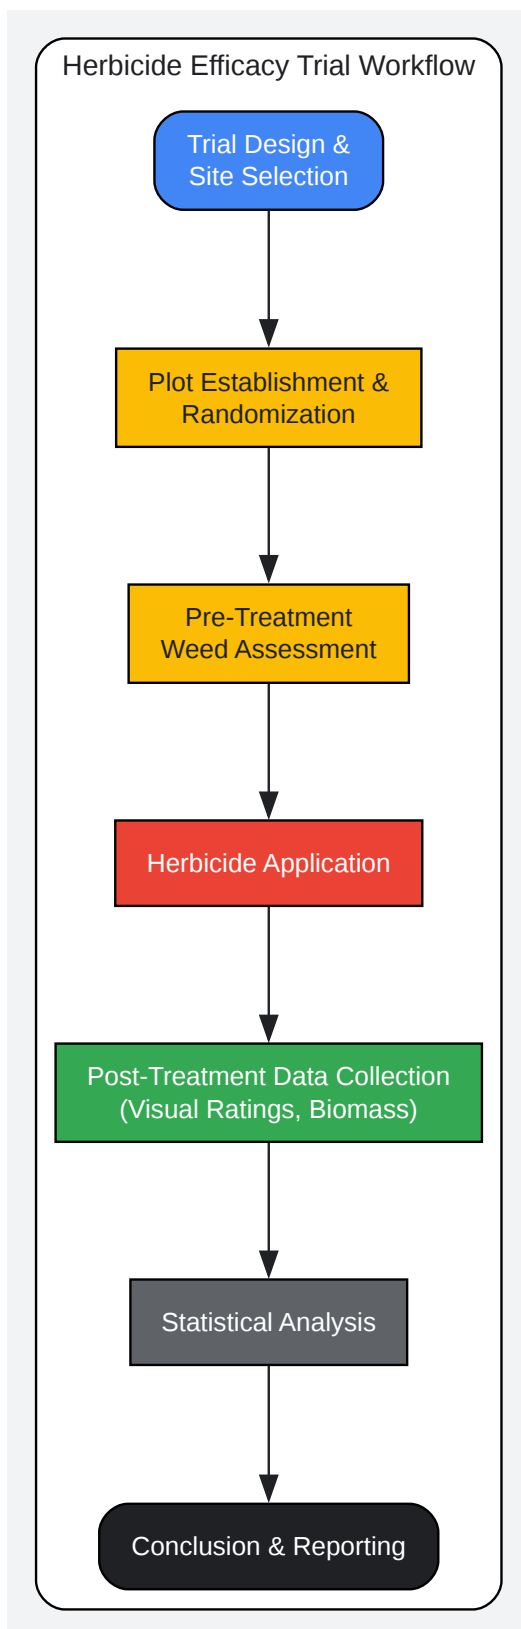 Herbicide Efficacy Trial Workflow
Trial Design &
Site Selection
Plot Establishment &
Randomization
Pre-Treatment
Weed Assessment
Herbicide Application
Post-Treatment Data Collection
(Visual Ratings, Biomass)
Statistical Analysis
Conclusion & Reporting